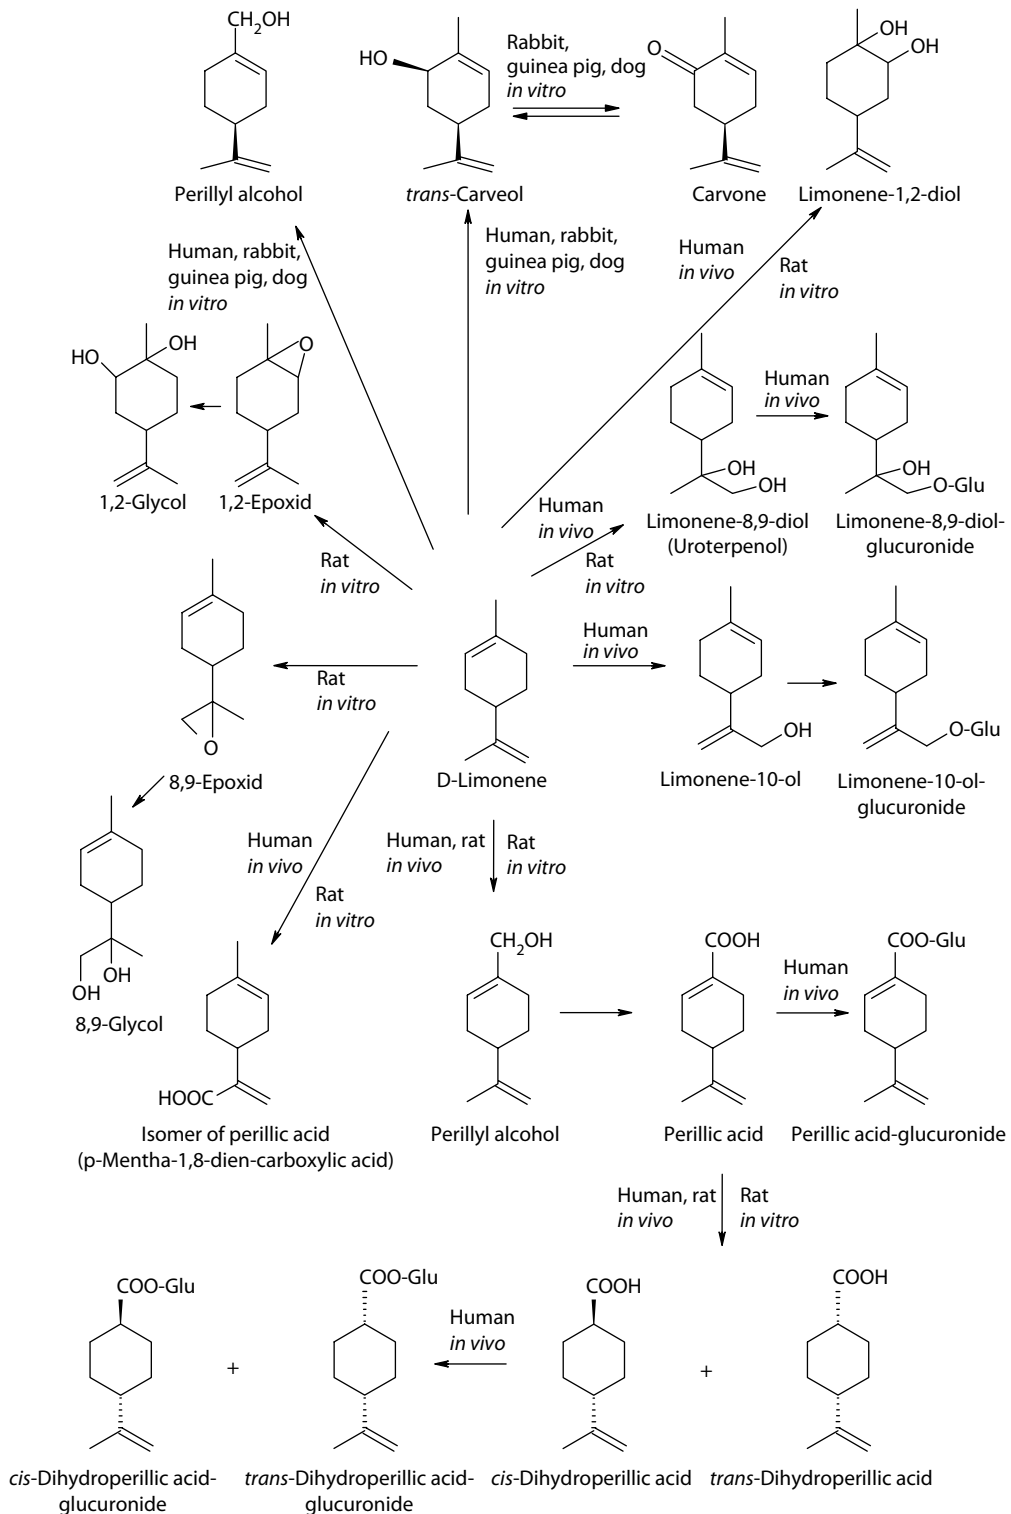 CH2OH
Perillyl alcohol
HO
trans-Carveol
Rabbit,
guinea pig, dog
in vitro
O
Carvone
OH
OH
Limonene-1,2-diol
Human, rabbit,
guinea pig, dog
in vitro
Human, rabbit,
guinea pig, dog
in vitro
Human
in vivo
Rat
in vitro
HO
OH
1,2-Glycol
O
1,2-Epoxid
Rat
in vitro
Human
in vivo
Rat
in vitro
OH
OH
Limonene-8,9-diol
(Uroterpenol)
Human
in vivo
OH
O-Glu
Limonene-8,9-diol-
glucuronide
O
8,9-Epoxid
Rat
in vitro
D-Limonene
Human
in vivo
OH
Limonene-10-ol
O-Glu
Limonene-10-ol-
glucuronide
OH
OH
8,9-Glycol
Human
in vivo
Rat
in vitro
Human, rat
in vivo
Rat
in vitro
HOOC
Isomer of perillic acid
(p-Mentha-1,8-dien-carboxylic acid)
CH2OH
Perillyl alcohol
COOH
Perillic acid
Human
in vivo
COO-Glu
Perillic acid-glucuronide
Human, rat
in vivo
Rat
in vitro
COO-Glu
cis-Dihydroperillic acid-
glucuronide
+
COO-Glu
trans-Dihydroperillic acid-
glucuronide
Human
in vivo
COOH
cis-Dihydroperillic acid
+
COOH
trans-Dihydroperillic acid